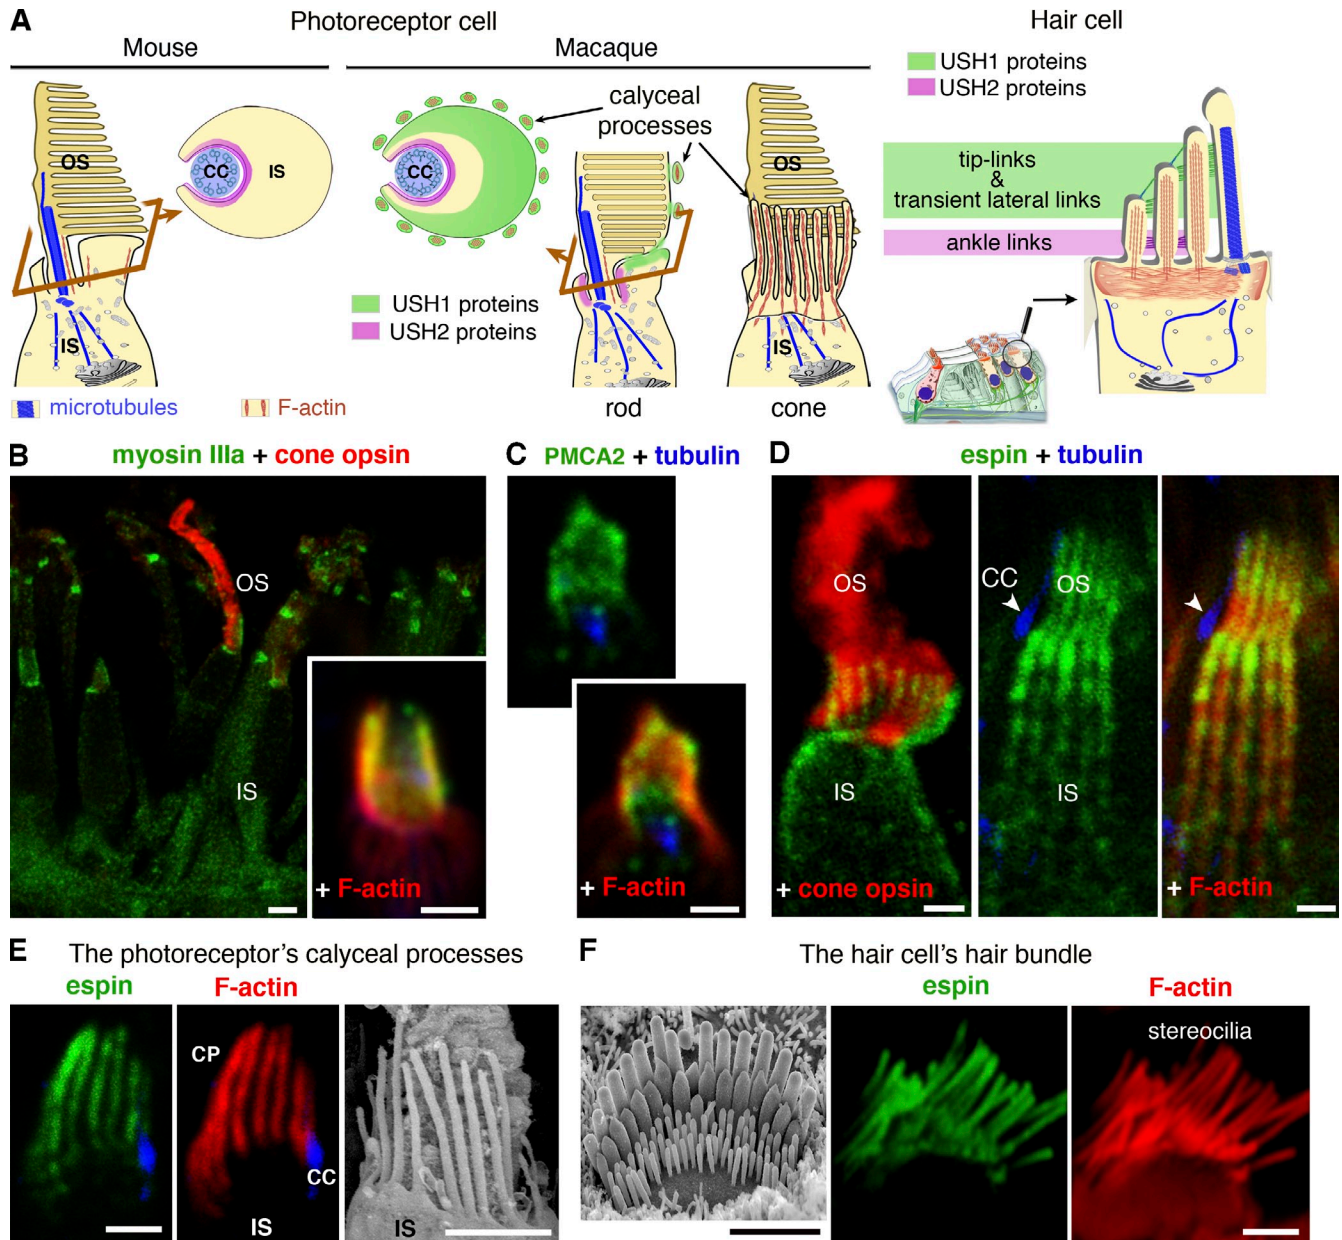 A
Photoreceptor cell
Hair cell
Mouse
Macaque
USH1 proteins
USH2 proteins
calyceal
processes
OS
CC
IS
CC
OS
tip-links
&
transient lateral links
ankle links
USH1 proteins
USH2 proteins
IS
IS
microtubules
F-actin
rod
cone
B
myosin IIIa + cone opsin
C
PMCA2 + tubulin
D
espin + tubulin
OS
IS
+ F-actin
+ F-actin
OS
IS
+ cone opsin
CC
OS
IS
+ F-actin
E
The photoreceptor's calyceal processes
F
The hair cell's hair bundle
espin
F-actin
espin
F-actin
CP
CC
IS
IS
stereocilia